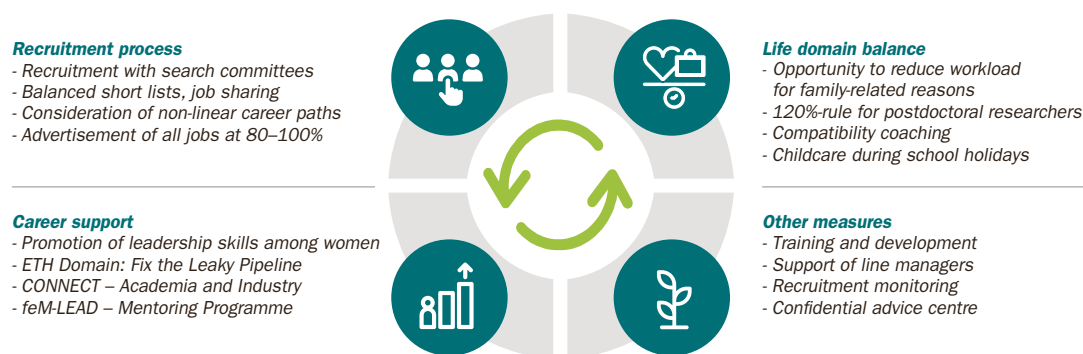 Recruitment process
- Recruitment with search committees
- Balanced short lists, job sharing
- Consideration of non-linear career paths
- Advertisement of all jobs at 80–100%
Life domain balance
- Opportunity to reduce workload
for family-related reasons
- 120%-rule for postdoctoral researchers
- Compatibility coaching
- Childcare during school holidays
Career support
- Promotion of leadership skills among women
- ETH Domain: Fix the Leaky Pipeline
- CONNECT – Academia and Industry
- feM-LEAD – Mentoring Programme
Other measures
- Training and development
- Support of line managers
- Recruitment monitoring
- Confidential advice centre